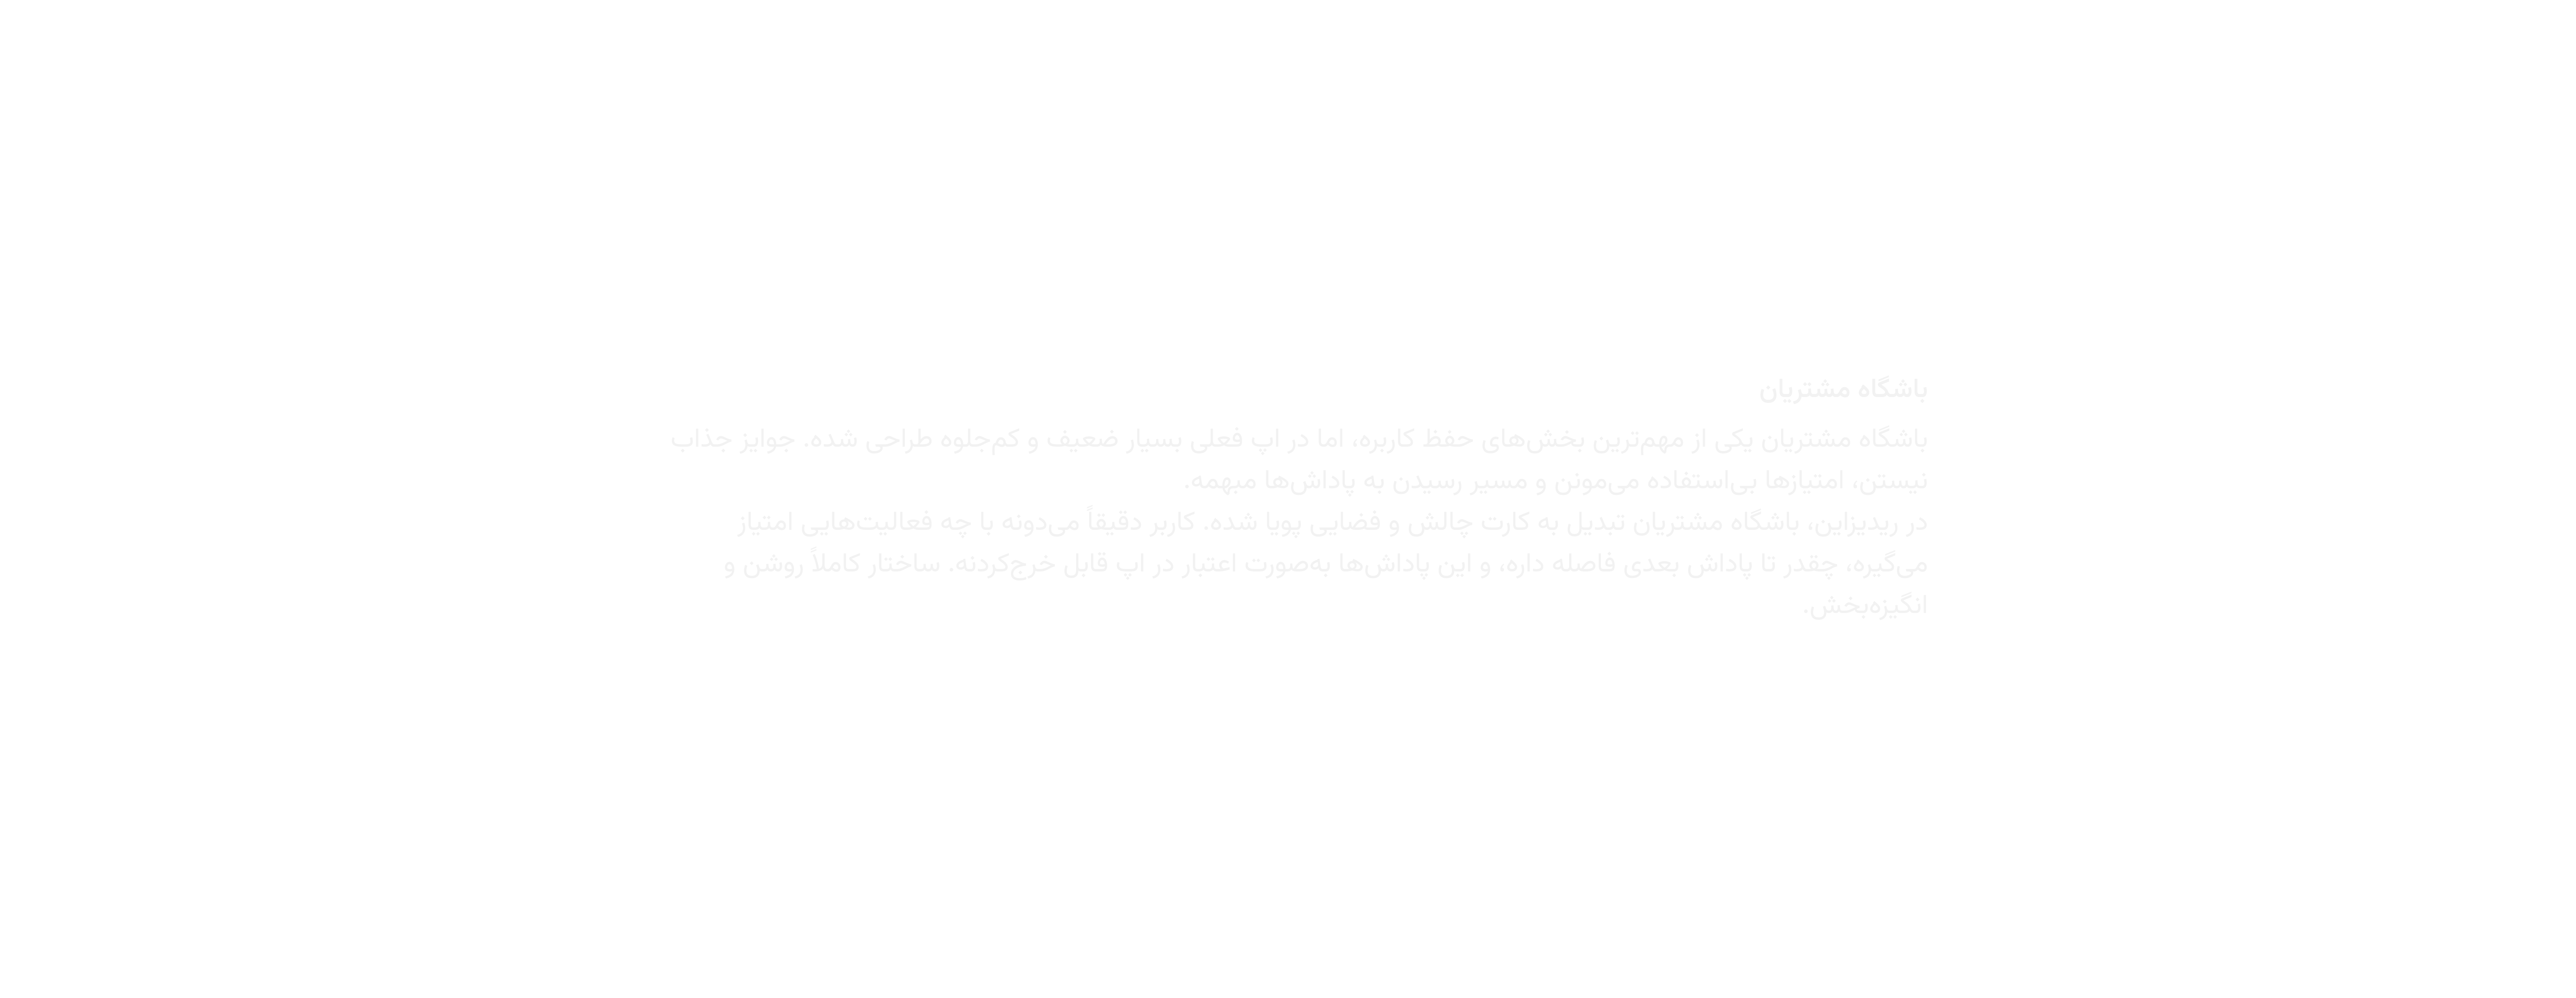 باشگاه مشتریان
باشگاه مشتریان یکی از مهم‌ترین بخش‌های حفظ کاربره، اما در اپ فعلی بسیار ضعیف و کم‌جلوه طراحی شده. جوایز جذاب
نیستن، امتیازها بی‌استفاده می‌مونن و مسیر رسیدن به پاداش‌ها مبهمه.
در ریدیزاین، باشگاه مشتریان تبدیل به کارت چالش و فضایی پویا شده. کاربر دقیقاً می‌دونه با چه فعالیت‌هایی امتیاز
می‌گیره، چقدر تا پاداش بعدی فاصله داره، و این پاداش‌ها به‌صورت اعتبار در اپ قابل خرج‌کردنه. ساختار کاملاً روشن و
انگیزه‌بخش.